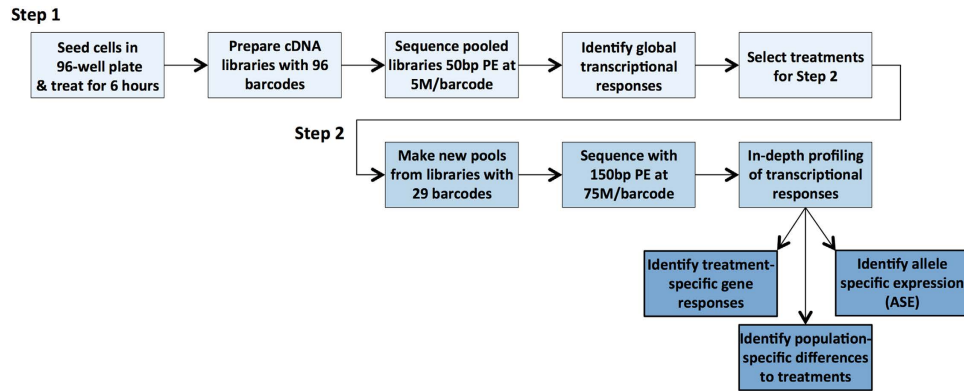 Step 1
Seed cells in
96-well plate
& treat for 6 hours
Prepare cDNA
libraries with 96
barcodes
Sequence pooled
libraries 50bp PE at
5M/barcode
Identify global
transcriptional
responses
Select treatments
for Step 2
Step 2
Make new pools
from libraries with
29 barcodes
Sequence with
150bp PE at
75M/barcode
In-depth profiling
of transcriptional
responses
Identify treatment-
specific gene
responses
Identify population-
specific differences
to treatments
Identify allele
specific expression
(ASE)